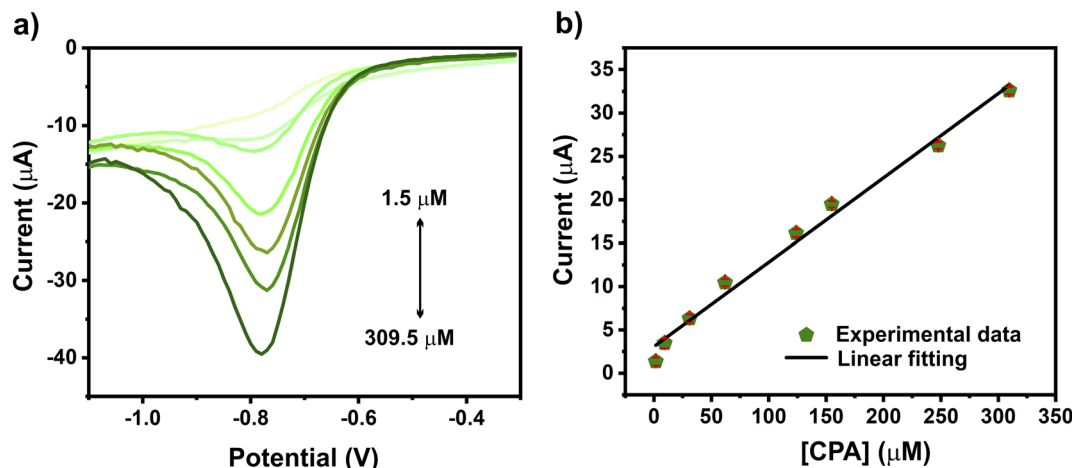 a)
0
-10
-20
-30
-40
Current (μA)
1.5 μM
309.5 μM
-1.0
-0.8
-0.6
-0.4
Potential (V)
b)
35
30
25
20
15
10
5
0
Current (μA)
Experimental data
Linear fitting
0
50
100
150
200
250
300
350
[CPA] (μM)